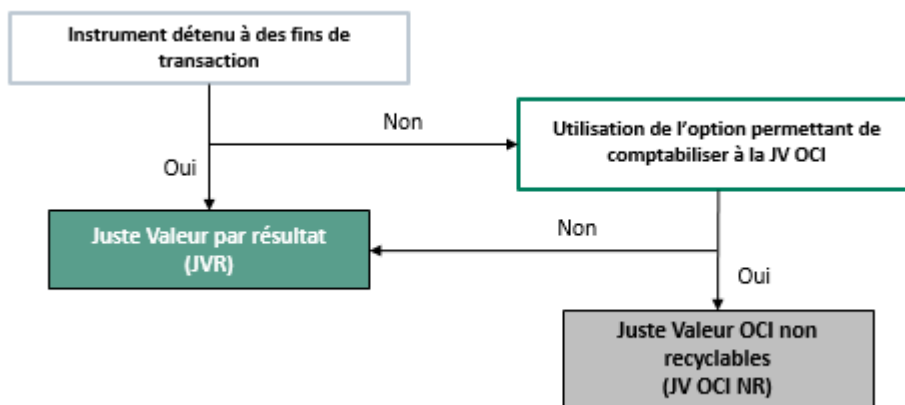 Instrument détenu à des fins de
transaction
Non
Utilisation de l'option permettant de
comptabiliser à la JV OCI
Oui
Juste Valeur par résultat
(JVR)
Non
Oui
Juste Valeur OCI non
recyclables
(JV OCI NR)